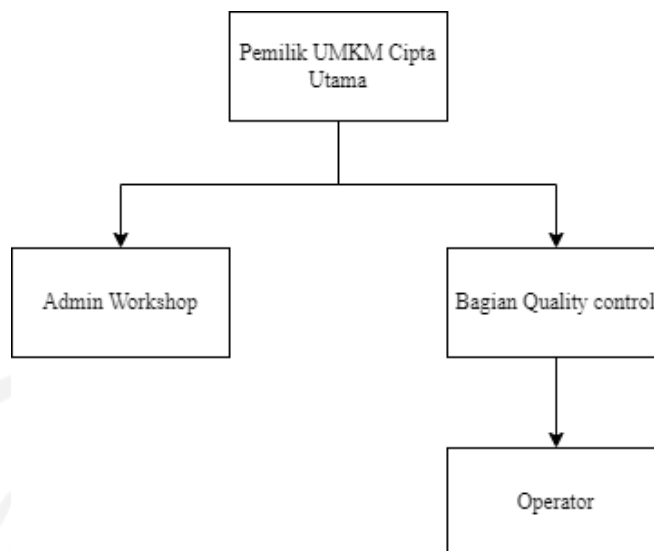 Pemilik UMKM Cipta
Utama
Admin Workshop
Bagian Quality control
Operator